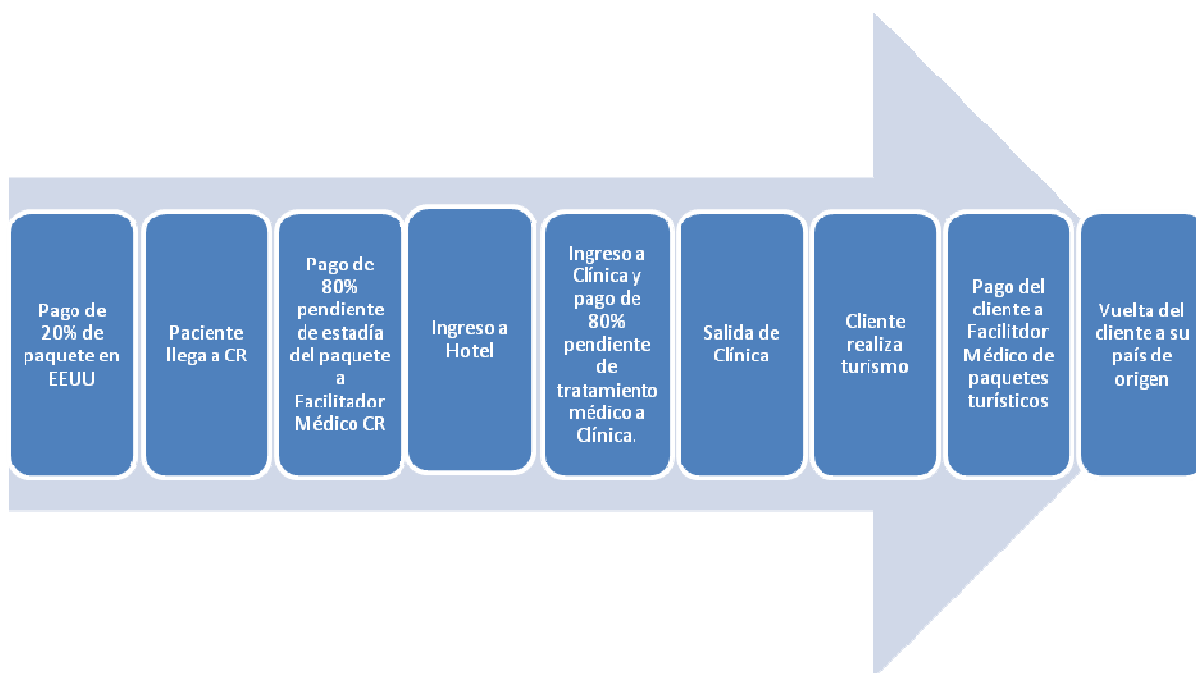 Pago de
20% de
paquete en
EEUU
Paciente
llega a CR
Pago de
80%
pendiente
de estadía
del paquete
a
Facilitador
Médico CR
Ingreso a
Hotel
Ingreso a
Clínica y
pago de
80%
pendiente
de
tratamiento
médico a
Clínica.
Salida de
Clínica
Cliente
realiza
turismo
Pago del
cliente a
Facilitdor
Médico de
paquetes
turísticos
Vuelta del
cliente a su
país de
origen